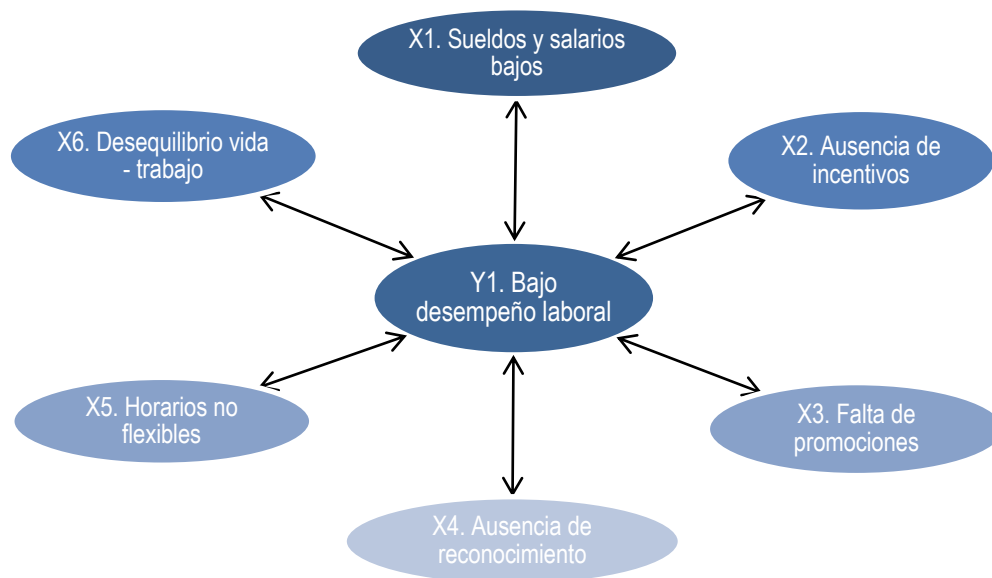 X1. Sueldos y salarios
bajos
X6. Desequilibrio vida
- trabajo
X2. Ausencia de
incentivos
Y1. Bajo
desempeño laboral
X5. Horarios no
flexibles
X3. Falta de
promociones
X4. Ausencia de
reconocimiento